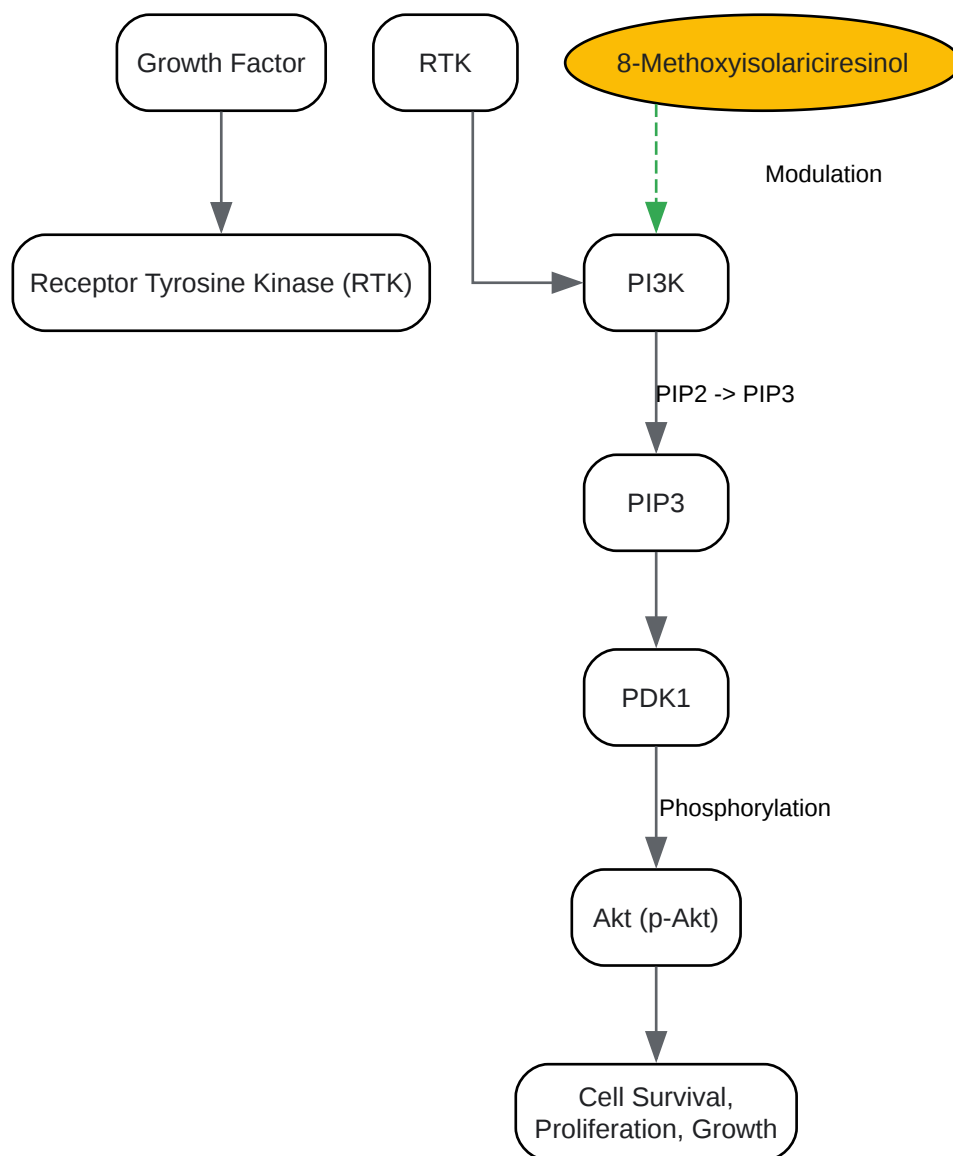 Growth Factor
RTK
8-Methoxyisolariciresinol
Modulation
Receptor Tyrosine Kinase (RTK)
PI3K
PIP2 -> PIP3
PIP3
PDK1
Phosphorylation
Akt (p-Akt)
Cell Survival,
Proliferation, Growth